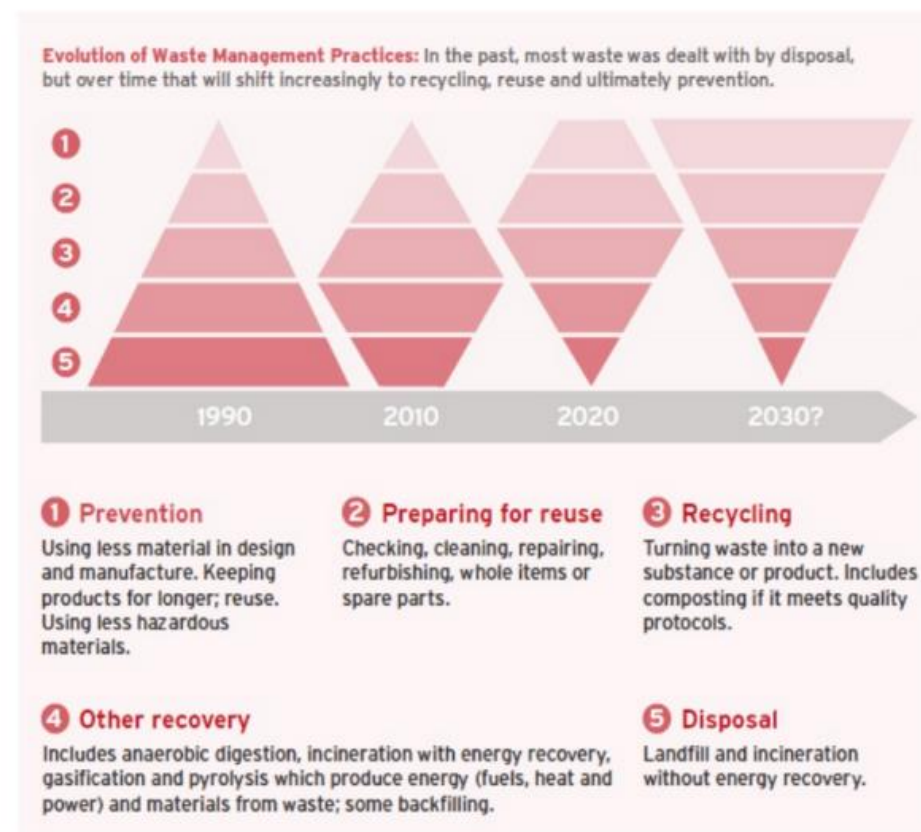 Evolution of Waste Management Practices: In the past, most waste was dealt with by disposal,
but over time that will shift increasingly to recycling, reuse and ultimately prevention.
1
2
3
4
5
1990 2010 2020 2030?
1 Prevention
Using less material in design
and manufacture. Keeping
products for longer; reuse.
Using less hazardous
materials.
2 Preparing for reuse
Checking, cleaning, repairing,
refurbishing, whole items or
spare parts.
3 Recycling
Turning waste into a new
substance or product. Includes
composting if it meets quality
protocols.
4 Other recovery
Includes anaerobic digestion, incineration with energy recovery,
gasification and pyrolysis which produce energy (fuels, heat and
power) and materials from waste; some backfilling.
5 Disposal
Landfill and incineration
without energy recovery.